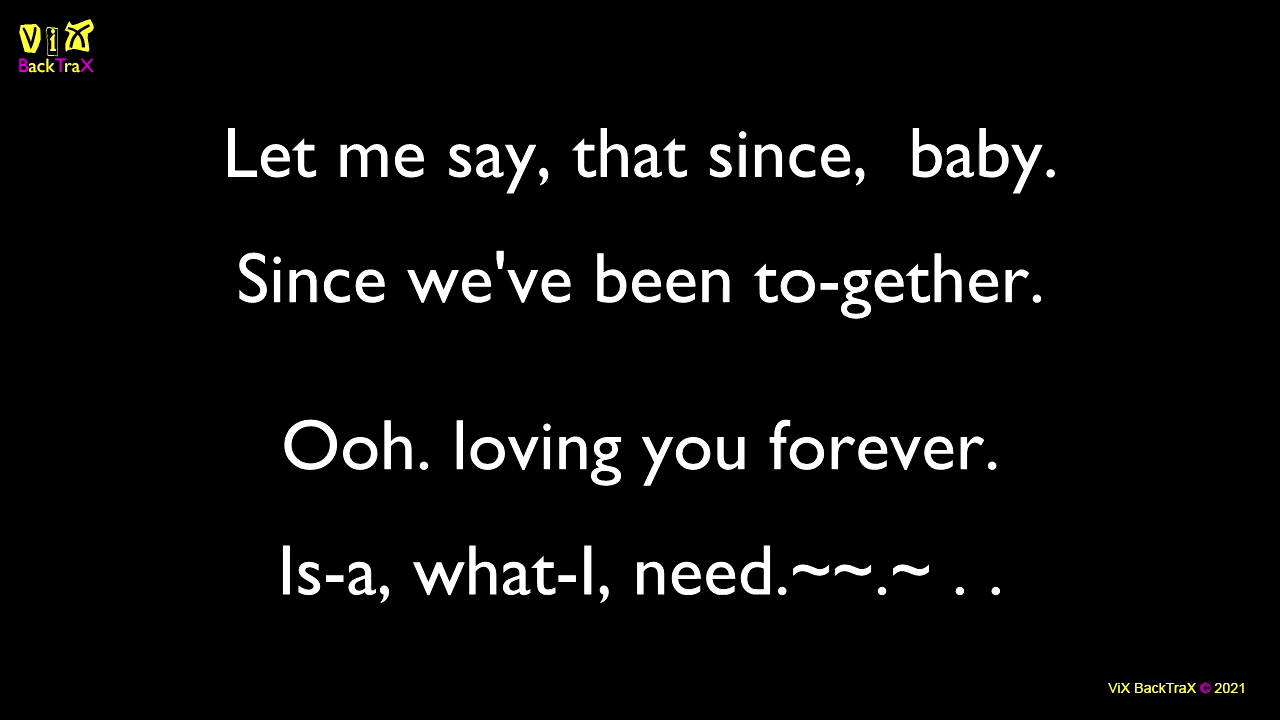 ViX
BackTraX
Let me say, that since,  baby.
Since we've been to-gether.
Ooh. loving you forever.
Is-a, what-I, need.~~.~ . .
ViX BackTraX © 2021